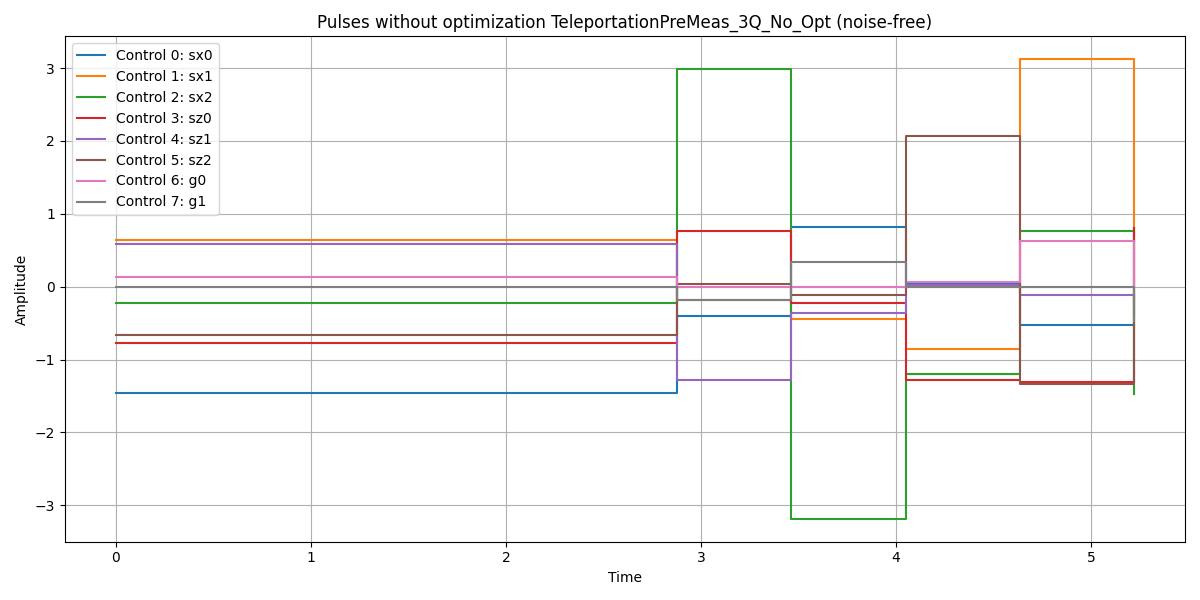 Pulses without optimization TeleportationPreMeas_3Q_No_Opt (noise-free)
Control 0: sx0
Control 1: sx1
Control 2: sx2
Control 3: sz0
Control 4: sz1
Control 5: sz2
Control 6: g0
Control 7: g1
3
2
1
0
−1
−2
−3
Amplitude
0 1 2 3 4 5
Time